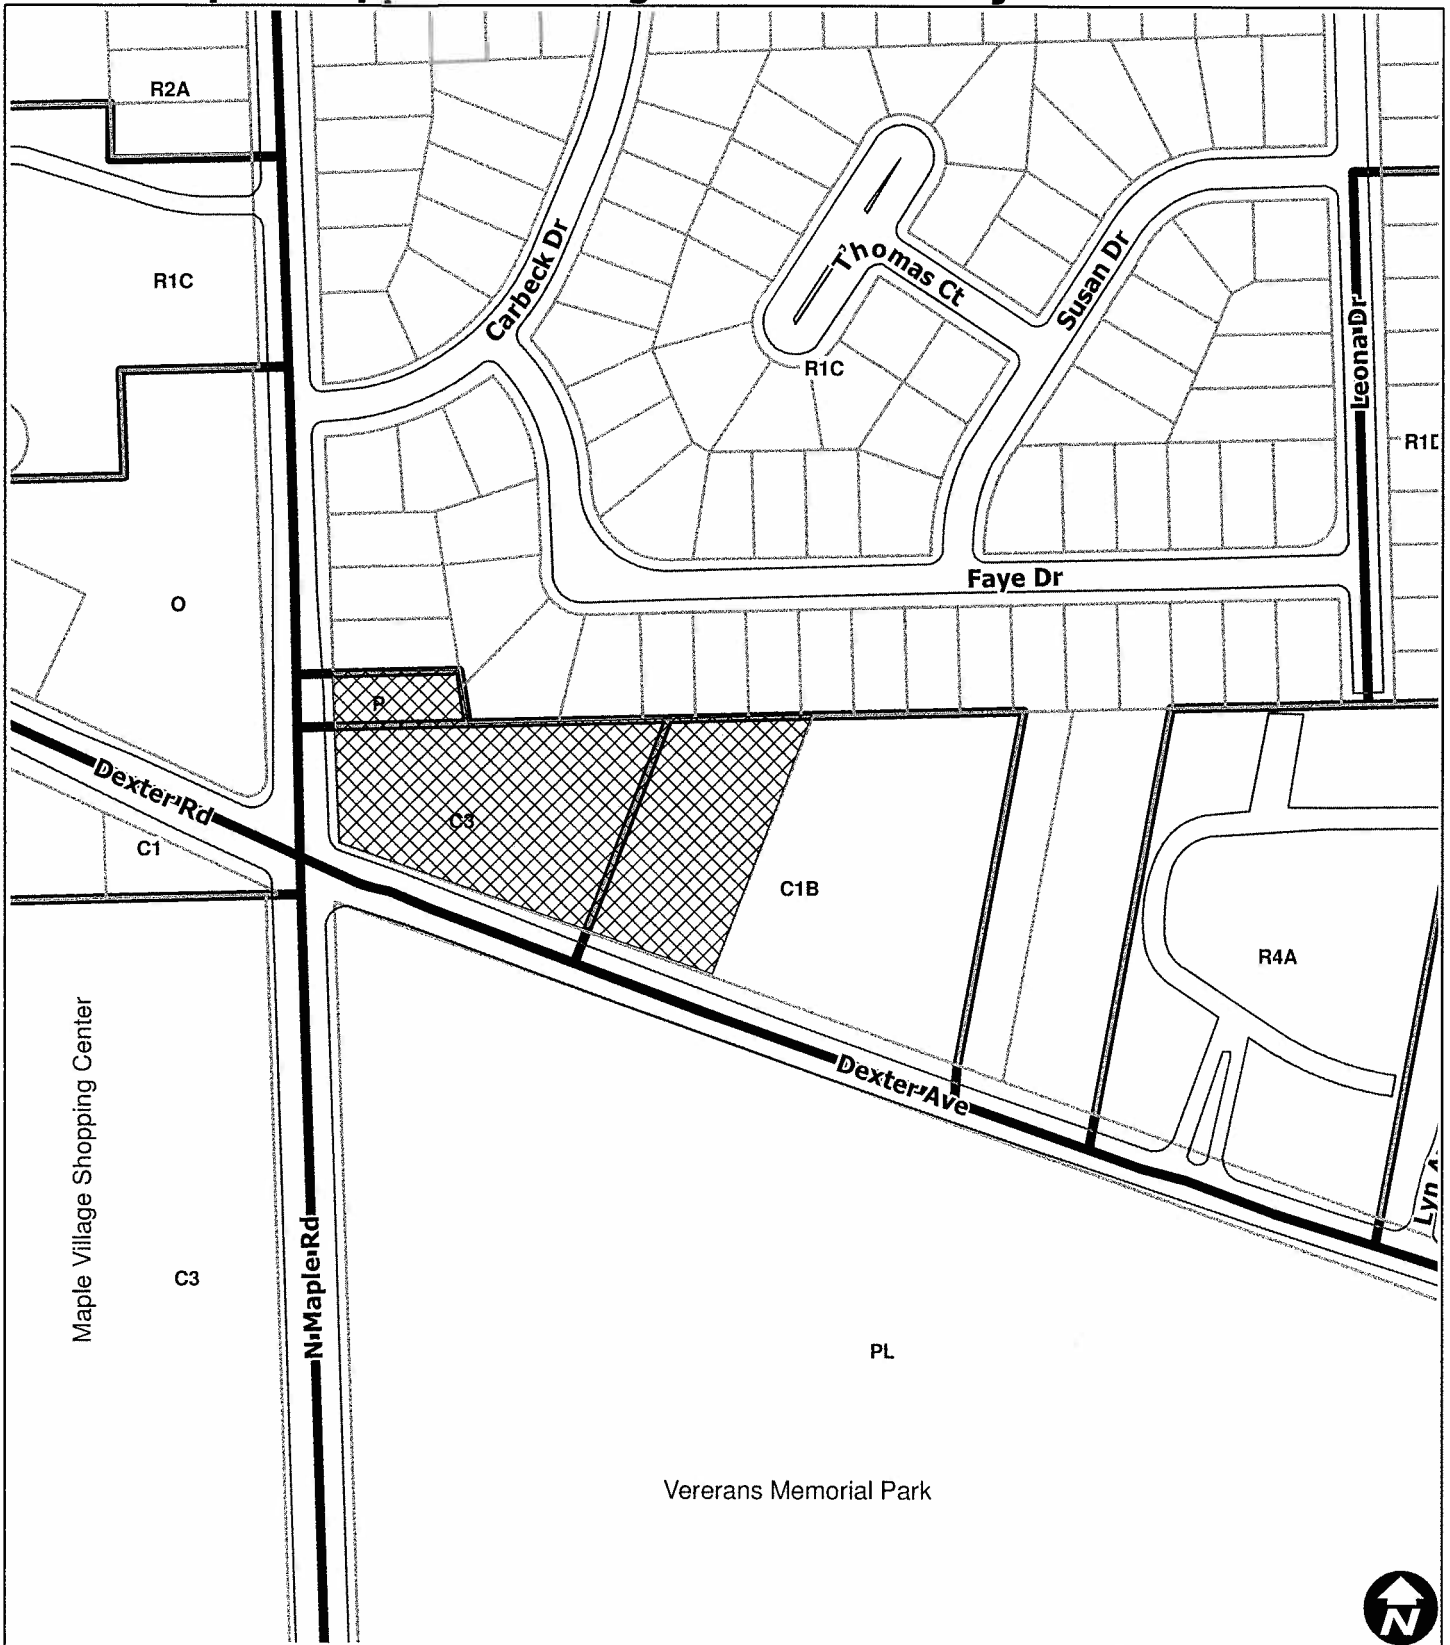 R2A
R1C
Carbeck Dr
Thomas Ct
Susan Dr
Leona Dr
R1C
O
Faye Dr
P
Dexter Rd
C1
C3
C1B
R4A
Dexter Ave
Maple Village Shopping Center
N Maple Rd
C3
PL
Vererans Memorial Park
N